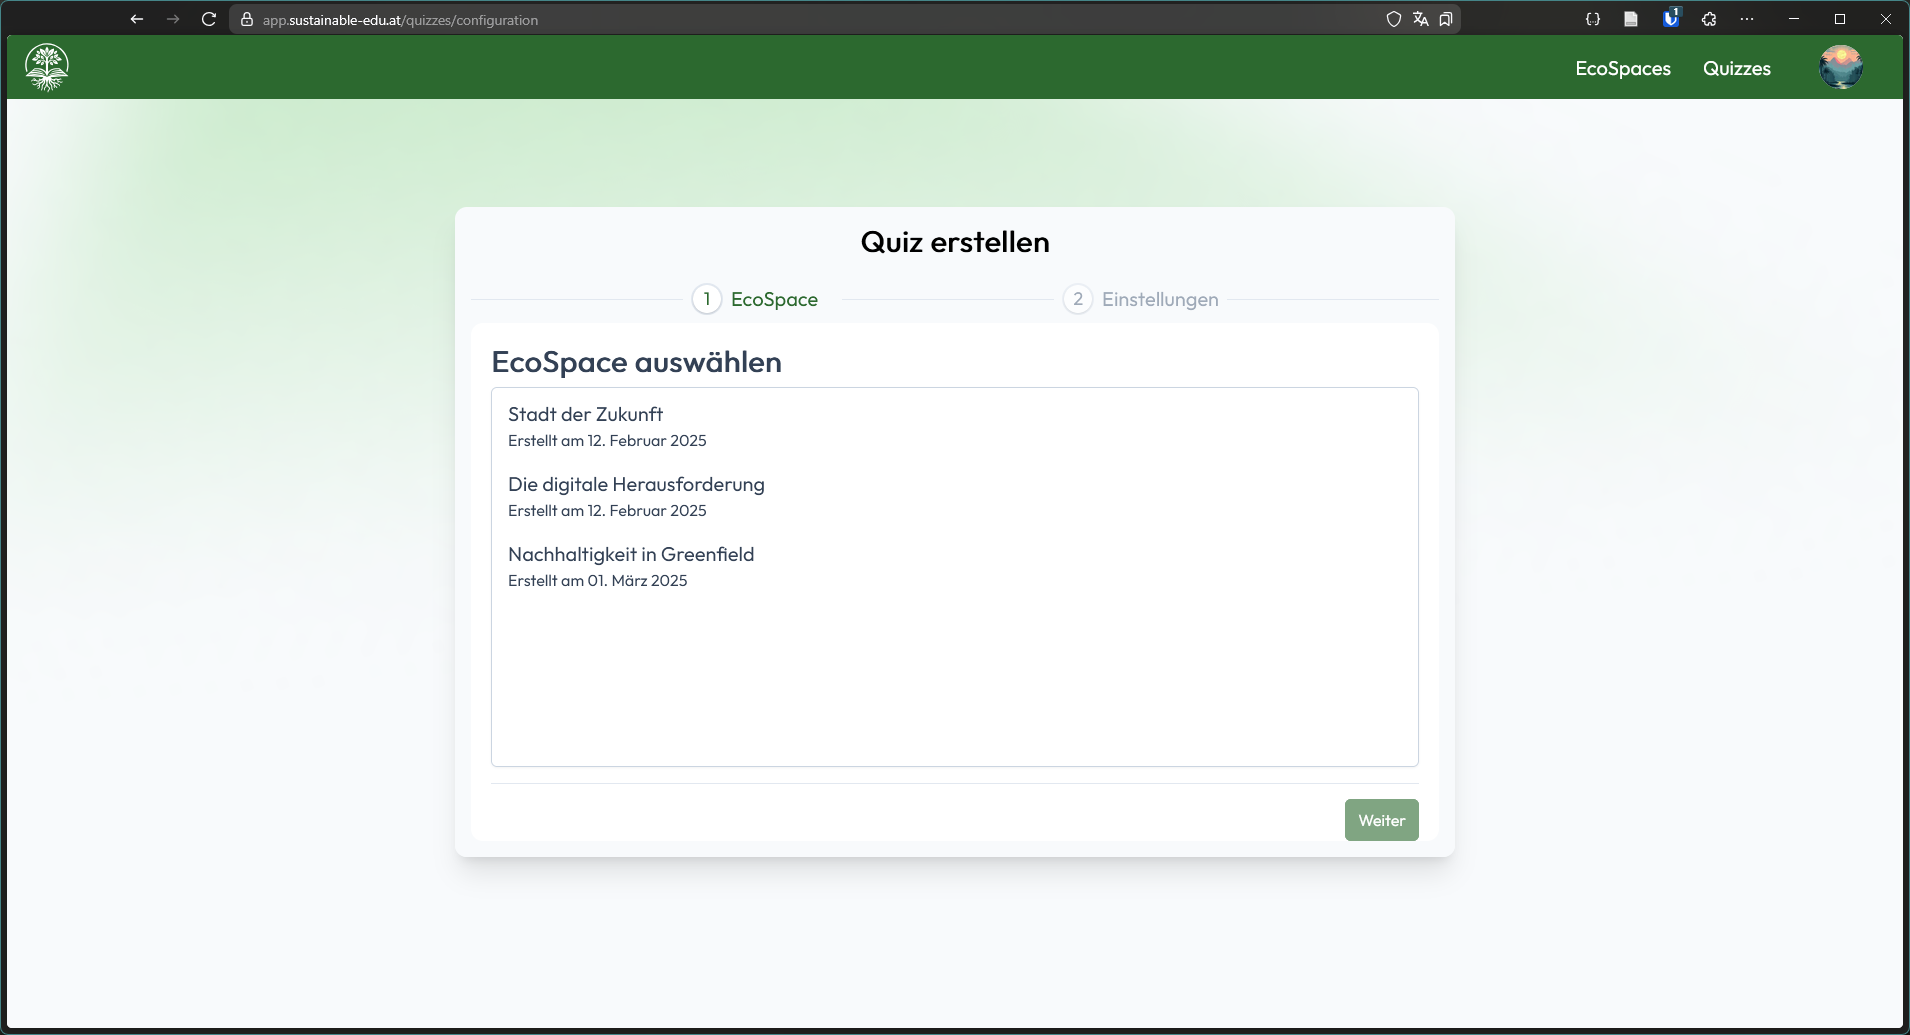 app.sustainable-edu.at/quizzes/configuration
1
EcoSpaces Quizzes
Quiz erstellen
1 EcoSpace 2 Einstellungen
EcoSpace auswählen
Stadt der Zukunft
Erstellt am 12. Februar 2025
Die digitale Herausforderung
Erstellt am 12. Februar 2025
Nachhaltigkeit in Greenfield
Erstellt am 01. März 2025
Weiter